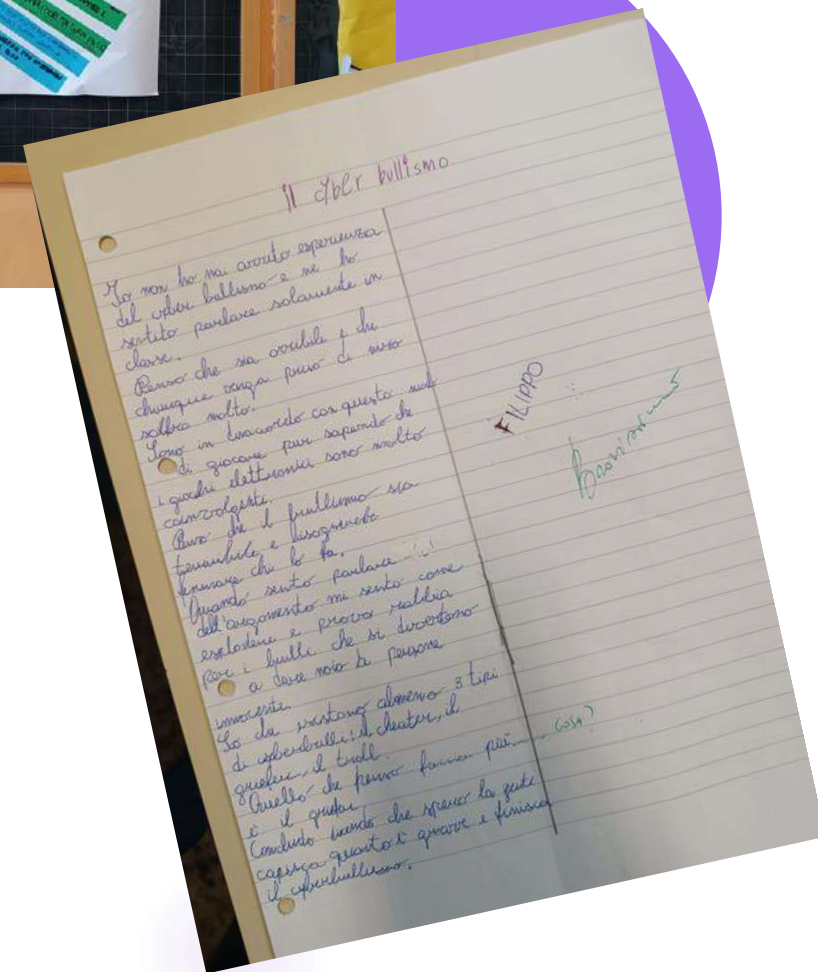 il cyber bullismo
Io non ho mai avuto esperienza
del cyber bullismo e ne ho
sentito parlare solamente in
classe.
Penso che sia orribile e che
chiunque venga preso di mira
soffra molto.
Sono in disaccordo con questo modo
di giocare pur sapendo che
i giochi elettronici sono molto
coinvolgenti.
Penso che il bullismo sia
tremendo, e bisognerebbe
fermare chi lo fa.
Quando sento parlare
dell'argomento mi sento come
esplodere e provo rabbia
per i bulli che si divertono
a dare noia a persone
innocenti.
So che esistono almeno 3 tipi
di cyberbulli: il cheater, il
griefer, il troll.
Quello che penso faccia più... COSA?
è il griefer.
Concludo dicendo che spero la gente
capisca quanto è grave e finisca
il cyberbullismo.
FILIPPO
Bravissimo